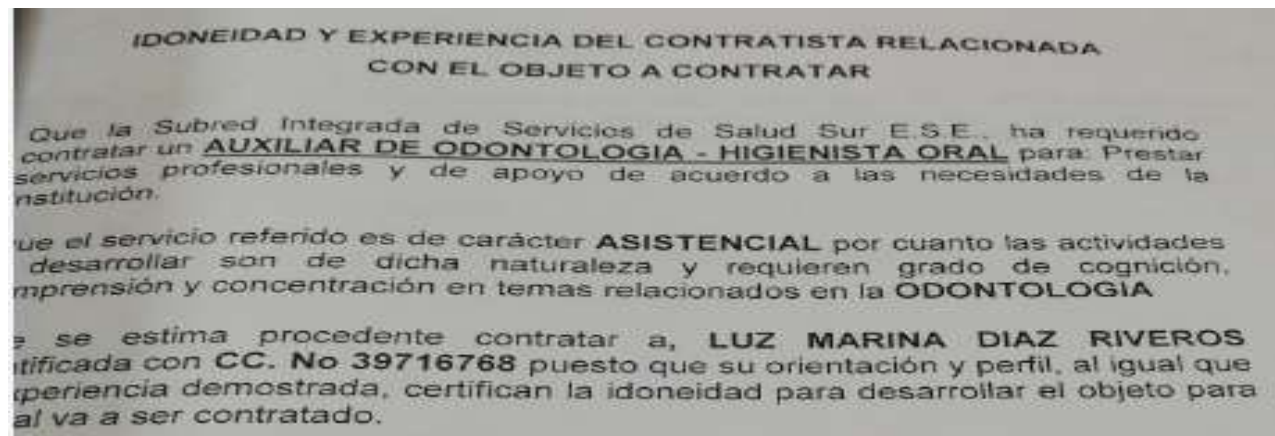 IDONEIDAD Y EXPERIENCIA DEL CONTRATISTA RELACIONADA
CON EL OBJETO A CONTRATAR
Que la Subred Integrada de Servicios de Salud Sur E.S.E., ha requerido
contratar un AUXILIAR DE ODONTOLOGIA - HIGIENISTA ORAL para: Prestar
servicios profesionales y de apoyo de acuerdo a las necesidades de la
nstitución.
ue el servicio referido es de carácter ASISTENCIAL por cuanto las actividades
desarrollar son de dicha naturaleza y requieren grado de cognición,
mprensión y concentración en temas relacionados en la ODONTOLOGIA
e se estima procedente contratar a, LUZ MARINA DIAZ RIVEROS
tificada con CC. No 39716768 puesto que su orientación y perfil, al igual que
xperiencia demostrada, certifican la idoneidad para desarrollar el objeto para
al va a ser contratado.